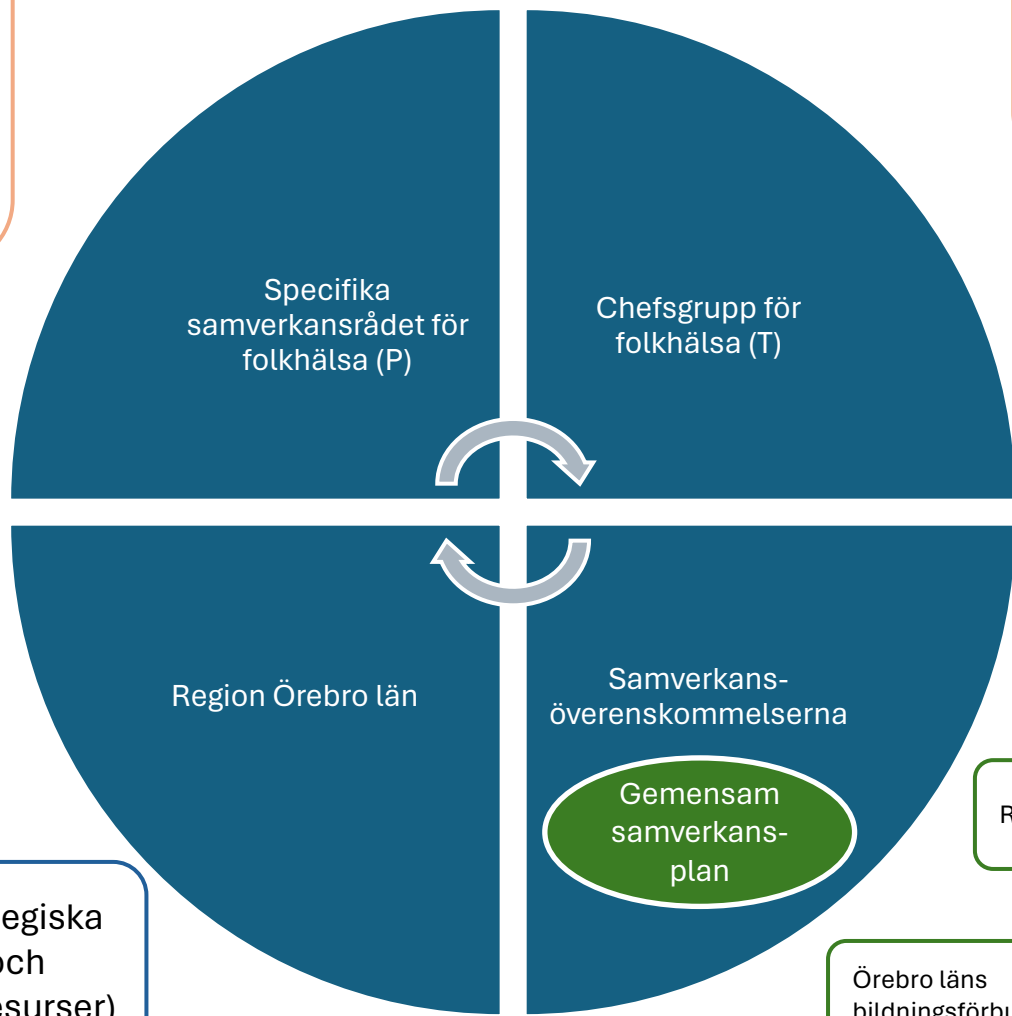 Specifika
samverkansrådet för
folkhälsa (P)
Chefsgrupp för
folkhälsa (T)
Region Örebro län
Samverkans-
överenskommelserna
Gemensam
samverkans-
plan
R
egiska
och
esurser)
Örebro läns